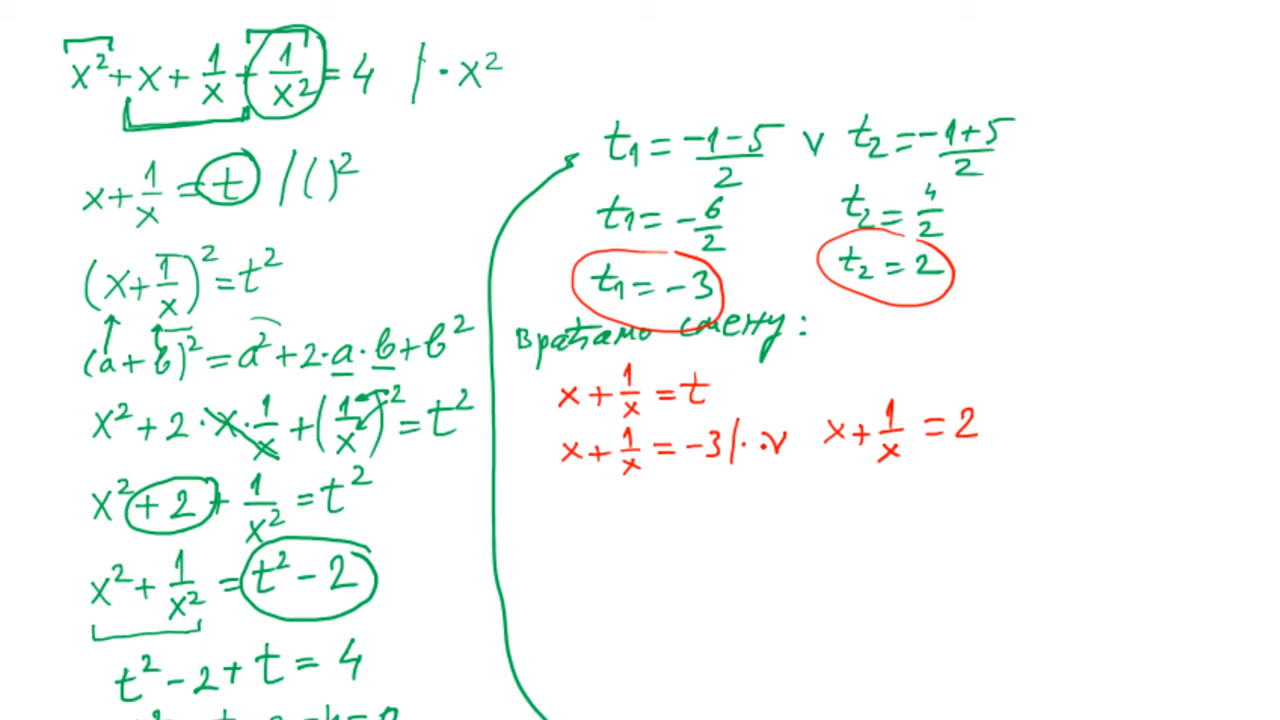 x² + x + 1/x + 1/x² = 4 /· x²
x + 1/x = t /( )²
(x + 1/x)² = t²
(a + b)² = a² + 2·a·b + b²
x² + 2·x·1/x + (1/x)² = t²
x² + 2 + 1/x² = t²
x² + 1/x² = t² - 2
t² - 2 + t = 4
t₁ = (-1-5)/2 v t₂ = (-1+5)/2
t₁ = -6/2 t₂ = 4/2
t₁ = -3 t₂ = 2
Враћамо смену:
x + 1/x = t
x + 1/x = -3 /· v x + 1/x = 2